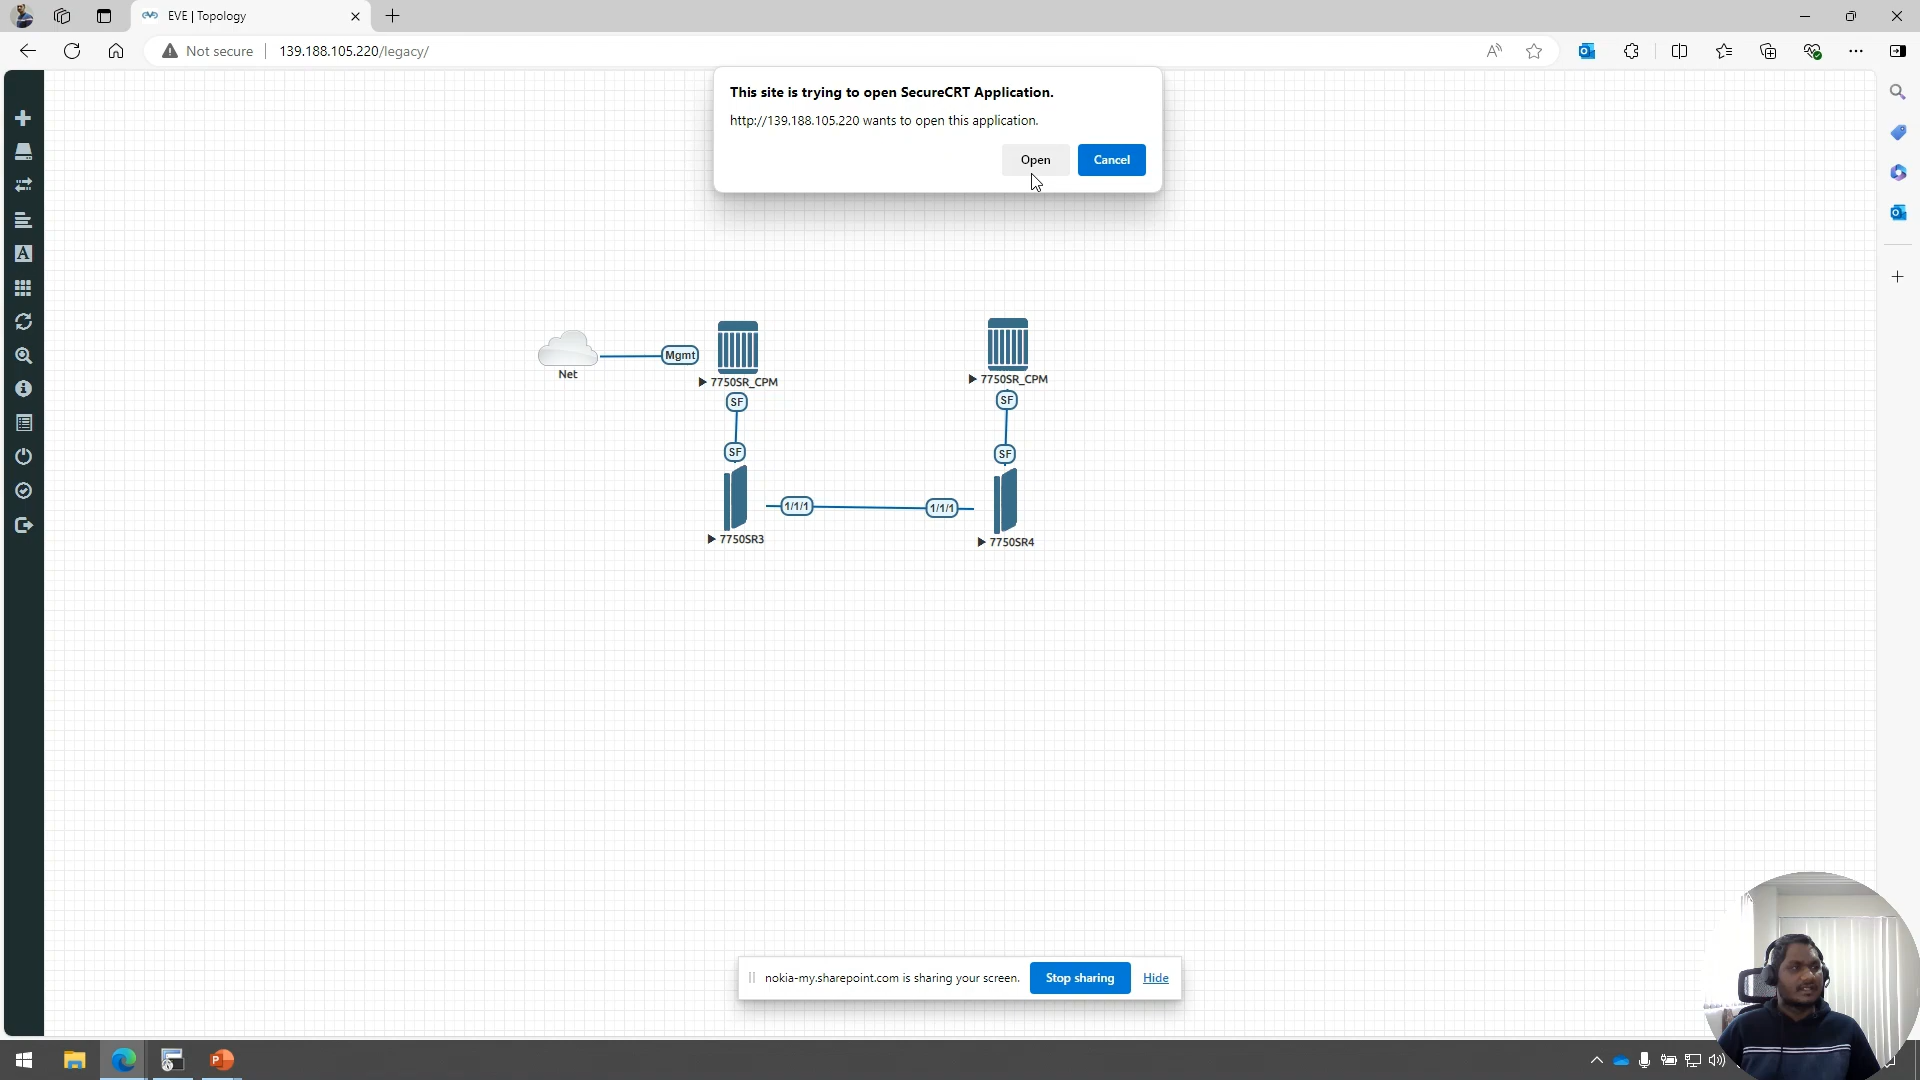 EVE | Topology
Not secure
139.188.105.220/legacy/
This site is trying to open SecureCRT Application.
http://139.188.105.220 wants to open this application.
Open
Cancel
Net
Mgmt
7750SR_CPM
7750SR_CPM
SF
SF
SF
SF
1/1/1
1/1/1
7750SR3
7750SR4
nokia-my.sharepoint.com is sharing your screen.
Stop sharing
Hide